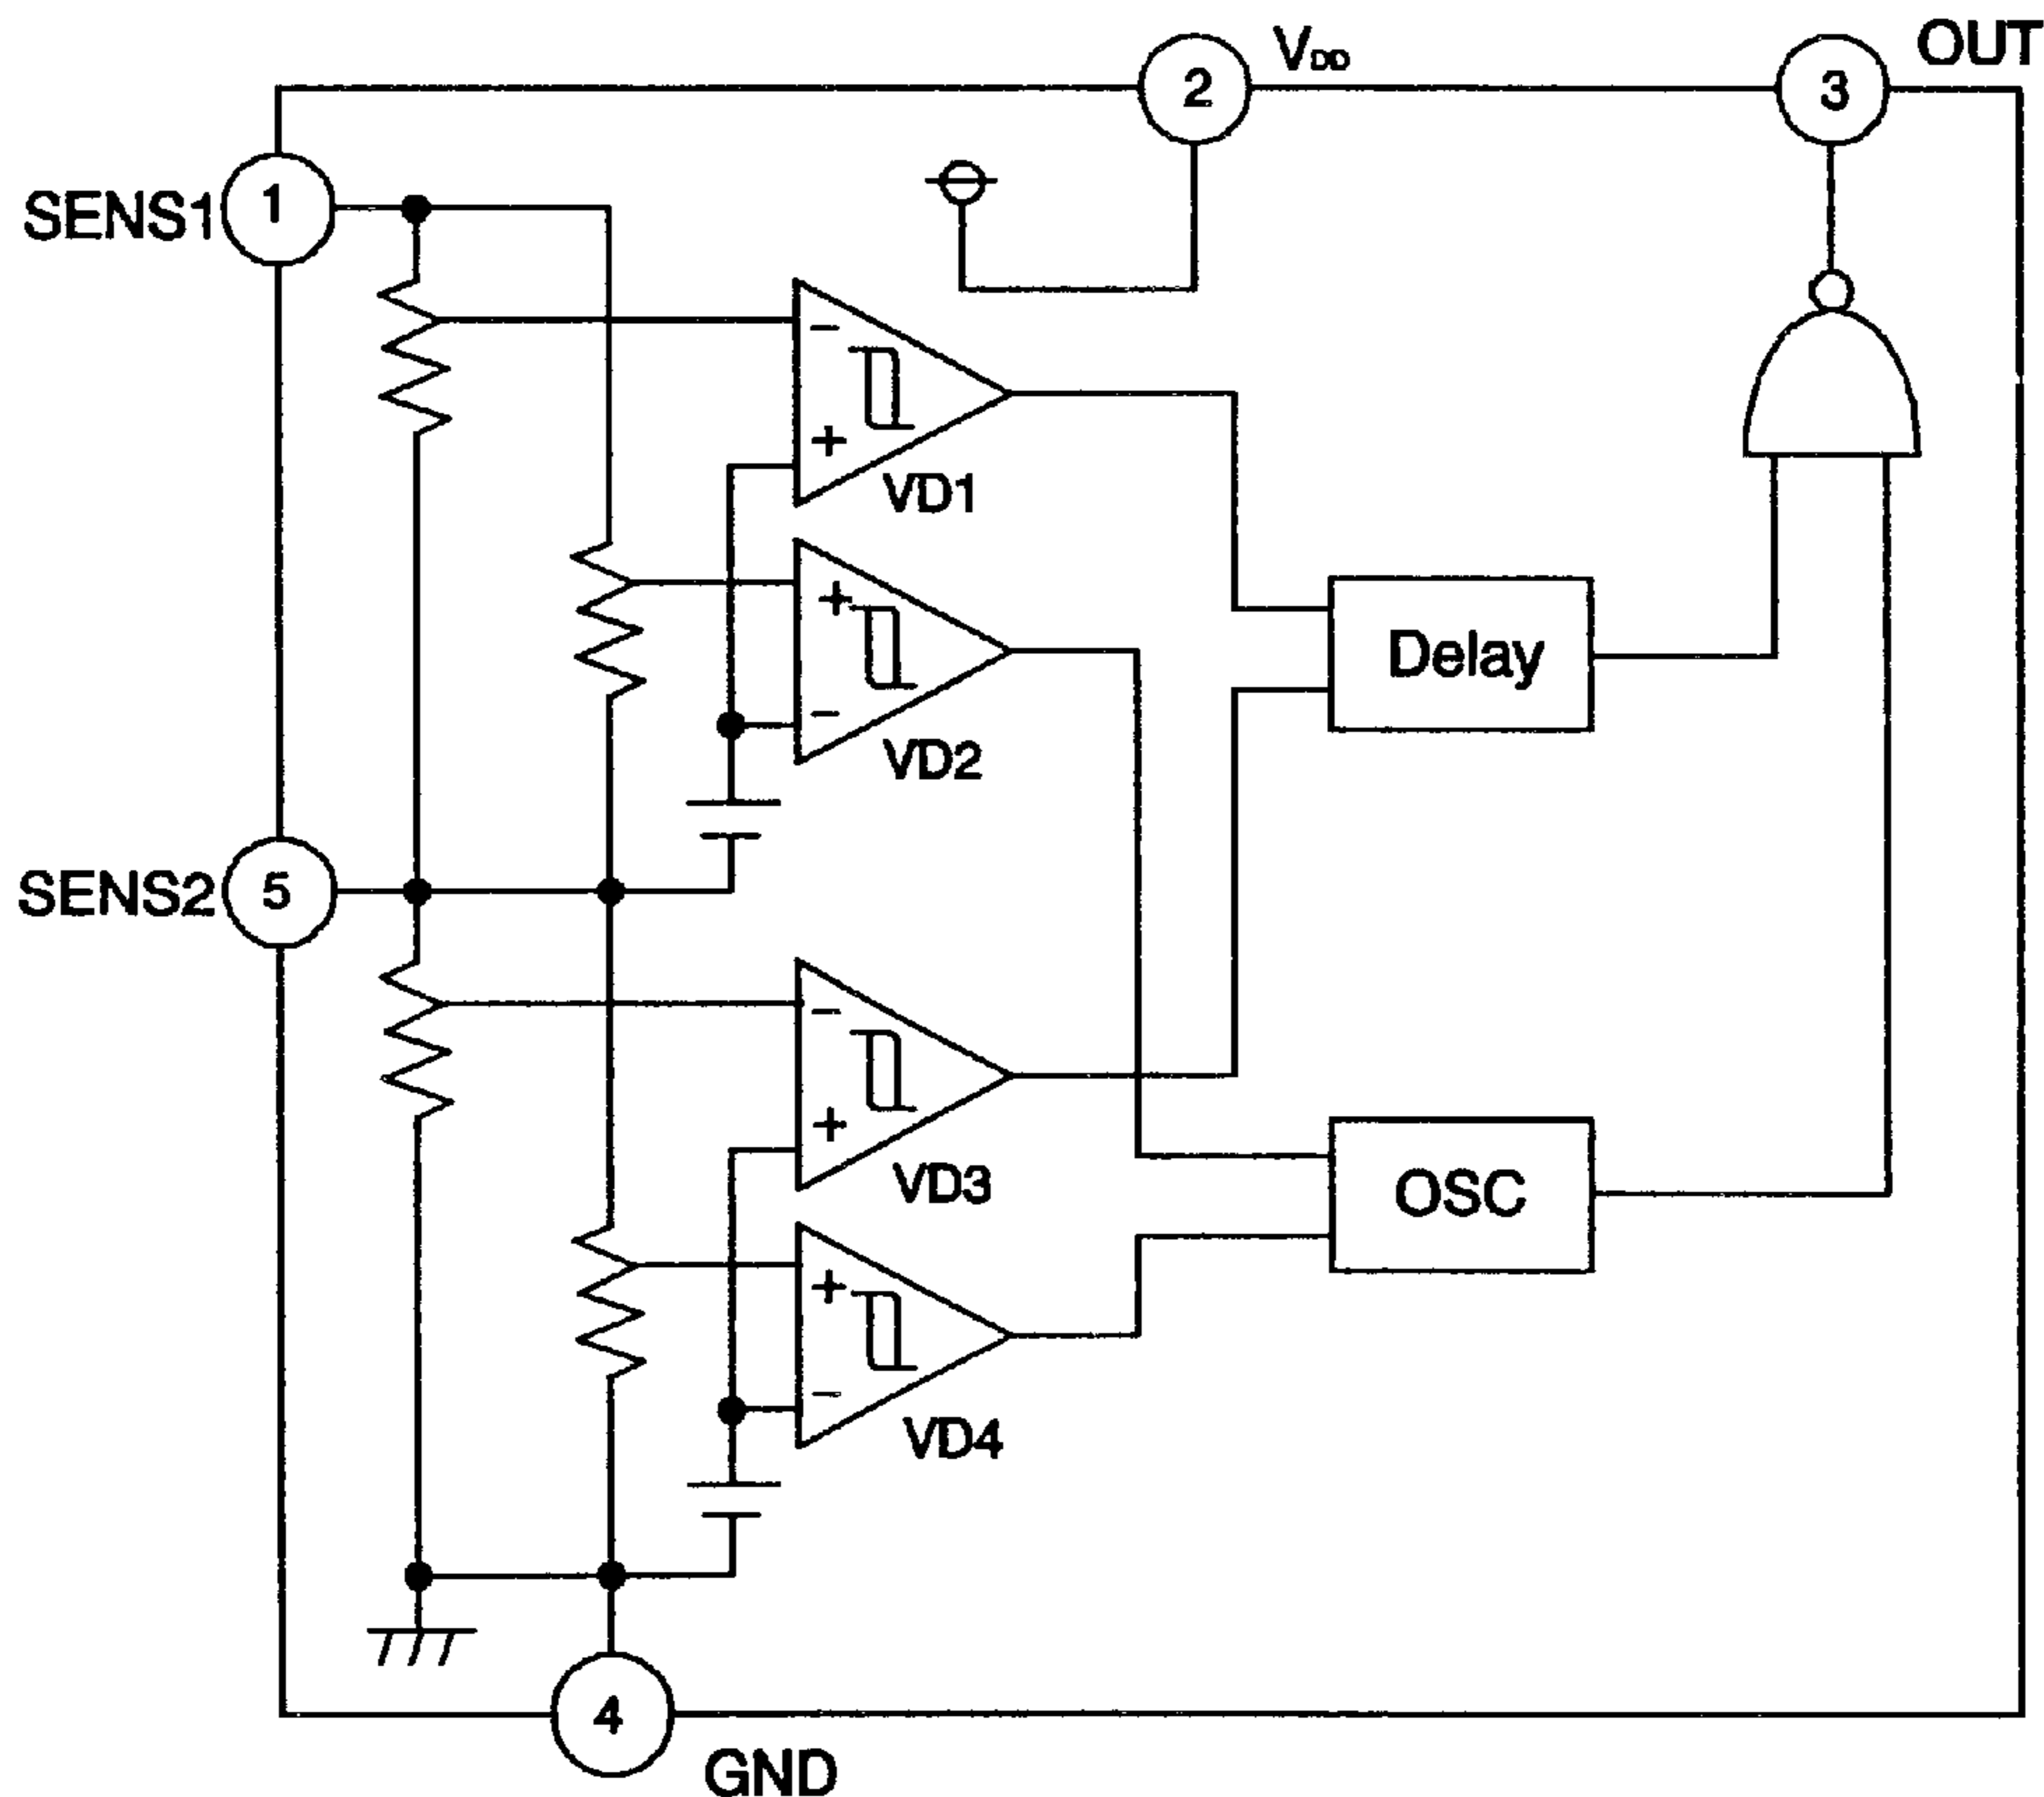 OUT
VDD
2
3
SENS1
1
−
+
VD1
+
−
VD2
Delay
SENS2
5
−
+
VD3
OSC
+
−
VD4
4
GND